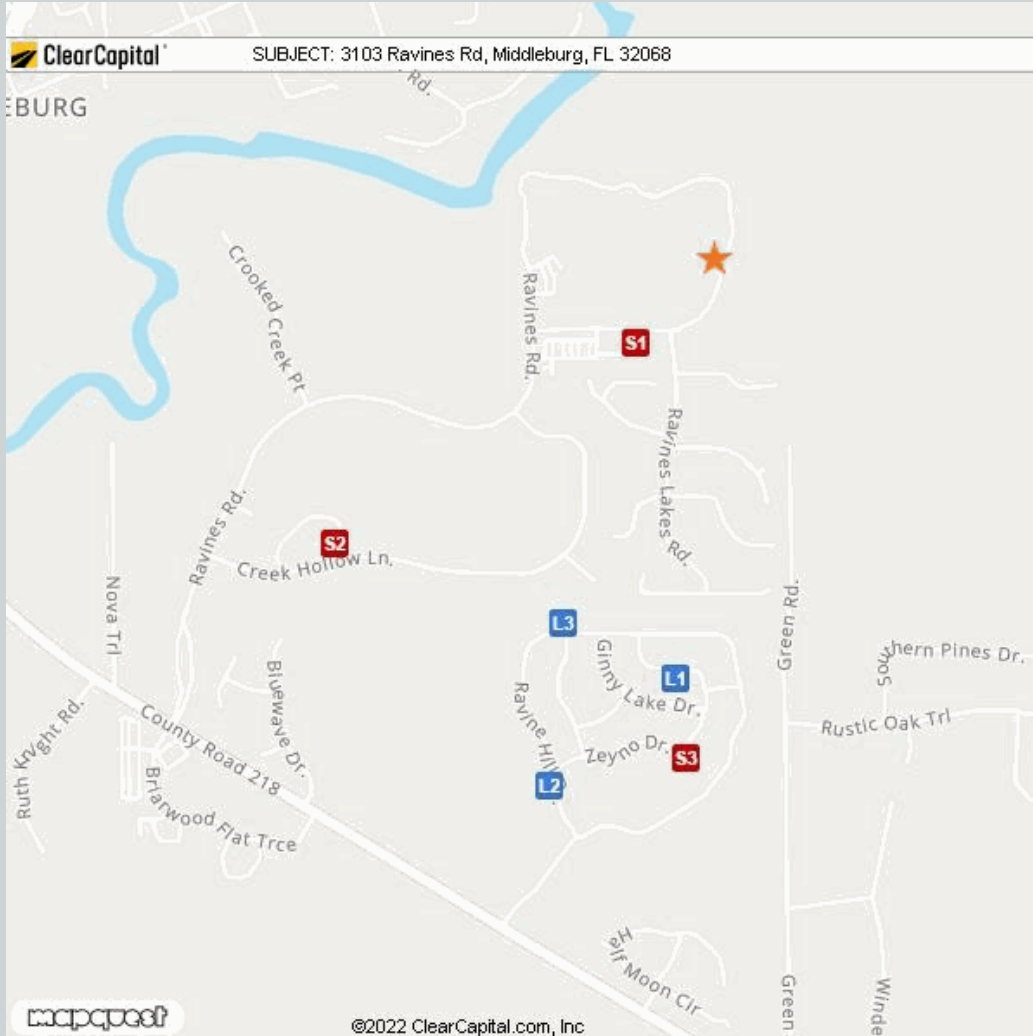 ClearCapital
SUBJECT: 3103 Ravines Rd, Middleburg, FL 32068
Rd.
EBURG
Crooked Creek Pt
Ravines Rd.
S1
Ravines Lakes Rd.
Ravines Rd.
S2
Creek Hollow Ln.
Nova Trl
Green Rd.
L3
Southern Pines Dr.
Ginny Lake Dr.
L1
Bluewave Dr.
Ravine Hill
Rustic Oak Trl
Ruth Knight Rd.
County Road 218
Zeyno Dr.
S3
L2
Briarwood Flat Trce
Half Moon Cir
Green
Winde
mapquest
©2022 ClearCapital.com, Inc